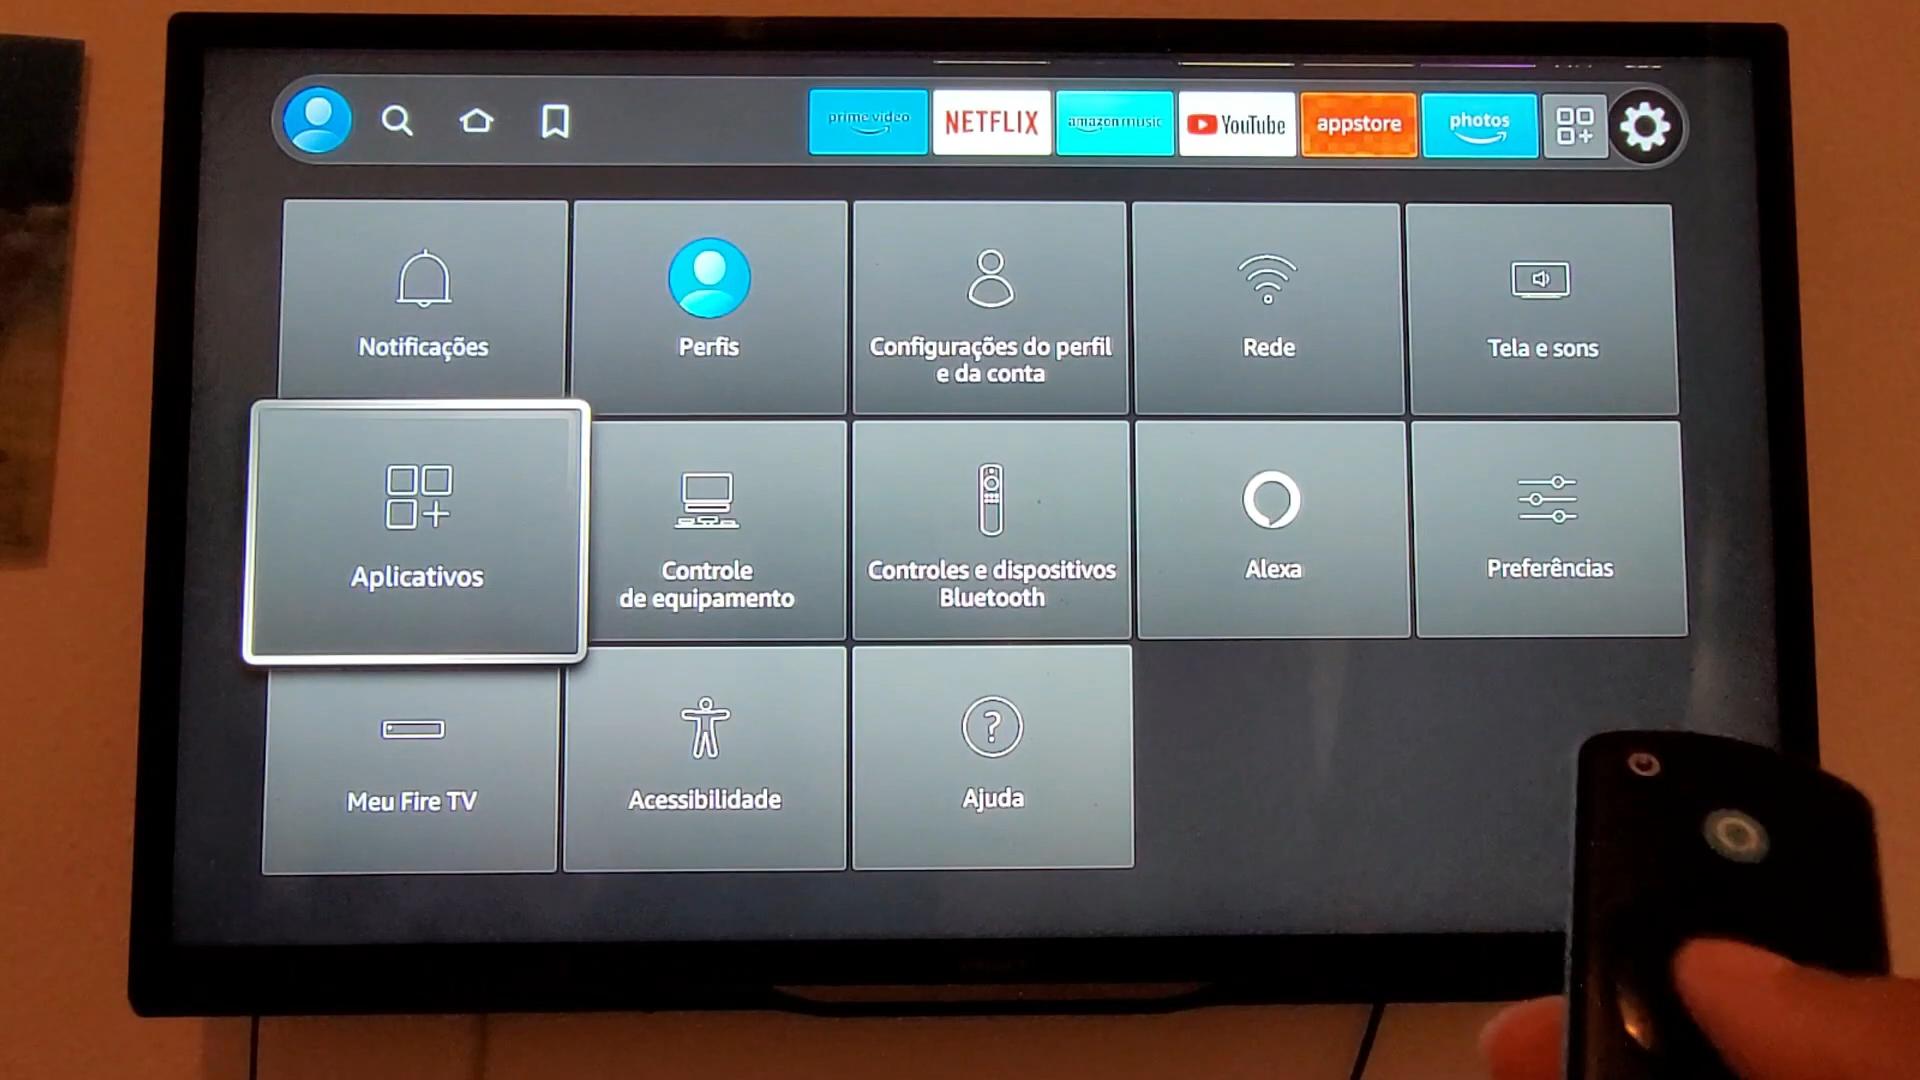 prime video
NETFLIX
amazon music
YouTube
appstore
photos
Notificações
Perfis
Configurações do perfil
e da conta
Rede
Tela e sons
Aplicativos
Controle
de equipamento
Controles e dispositivos
Bluetooth
Alexa
Preferências
Meu Fire TV
Acessibilidade
Ajuda